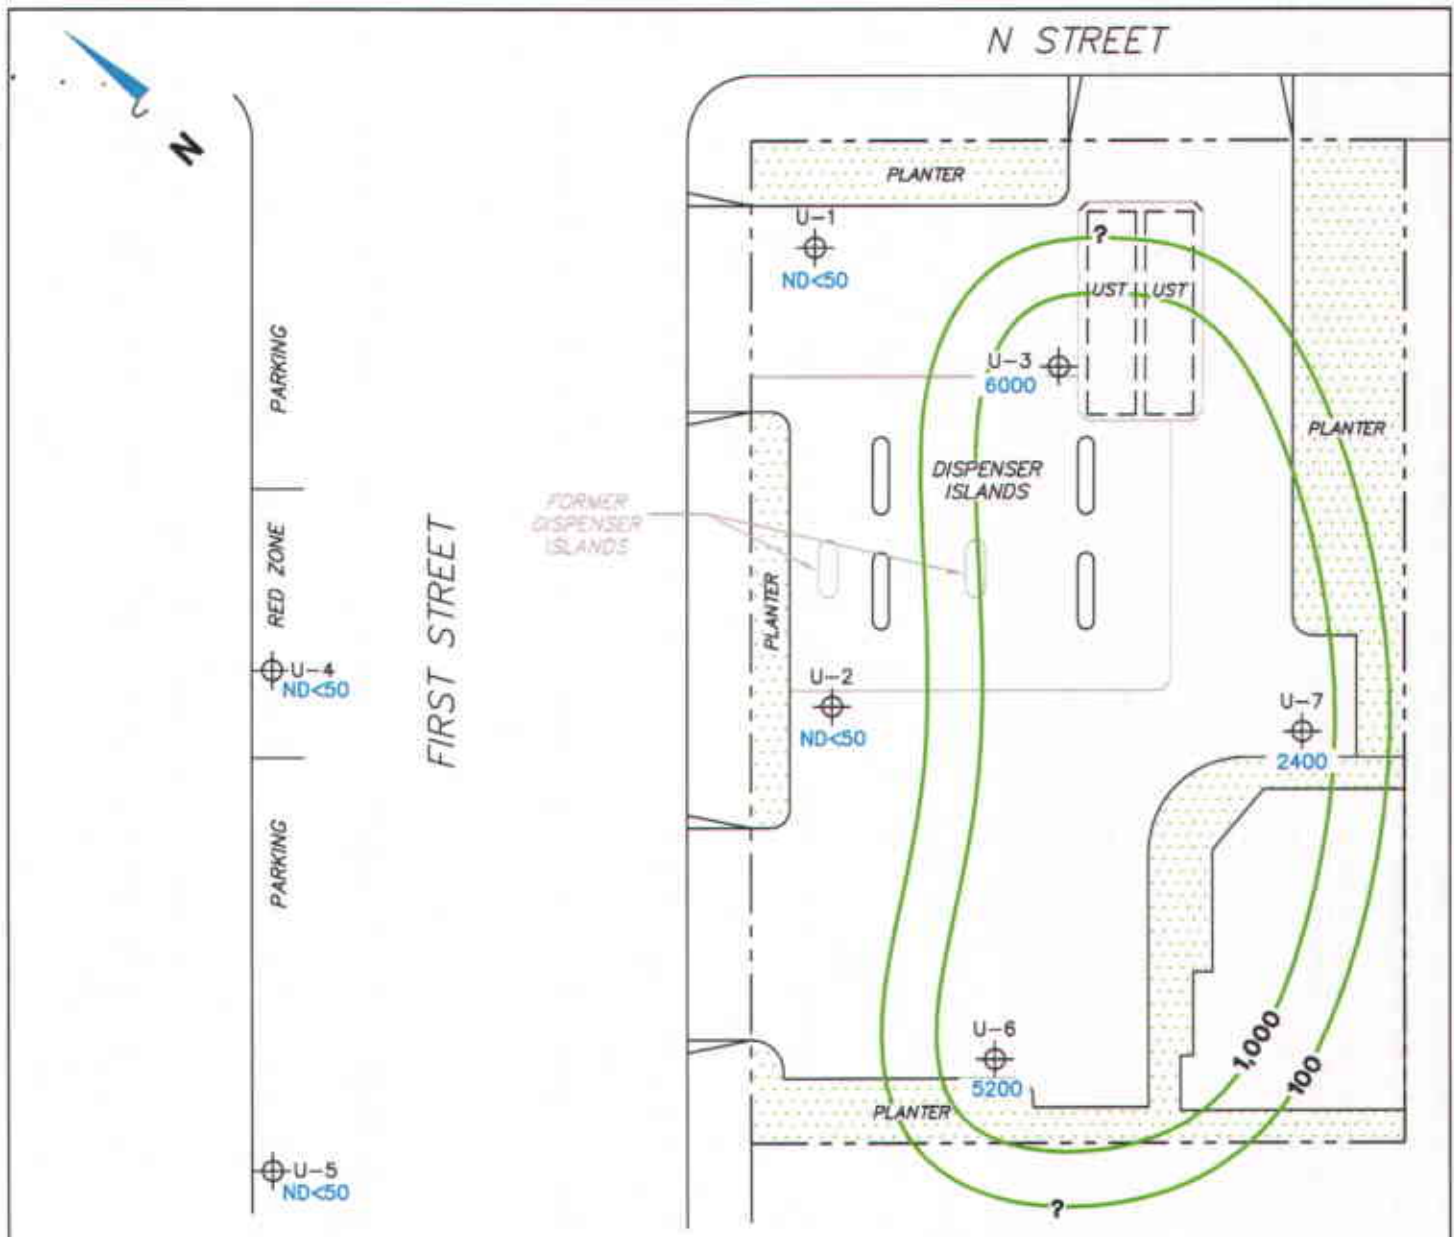 N STREET
N
PLANTER
U-1
ND<50
?
UST
UST
U-3
6000
PARKING
PLANTER
DISPENSER
ISLANDS
FORMER
DISPENSER
ISLANDS
RED ZONE
FIRST STREET
PLANTER
U-4
ND<50
U-2
ND<50
U-7
2400
PARKING
U-6
5200
1,000
100
PLANTER
U-5
ND<50
?